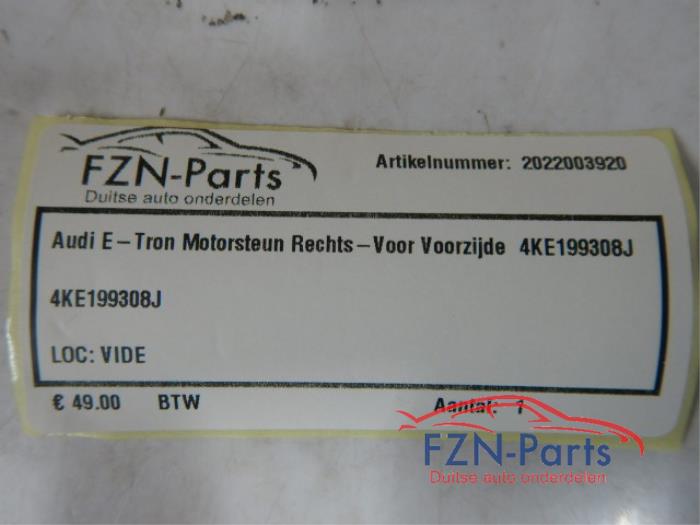 FZN-Parts
Duitse auto onderdelen
Artikelnummer: 2022003920
Audi E-Tron Motorsteun Rechts-Voor Voorzijde 4KE199308J
4KE199308J
LOC: VIDE
€ 49.00 BTW Aantal: 1
FZN-Parts
Duitse auto onderdelen